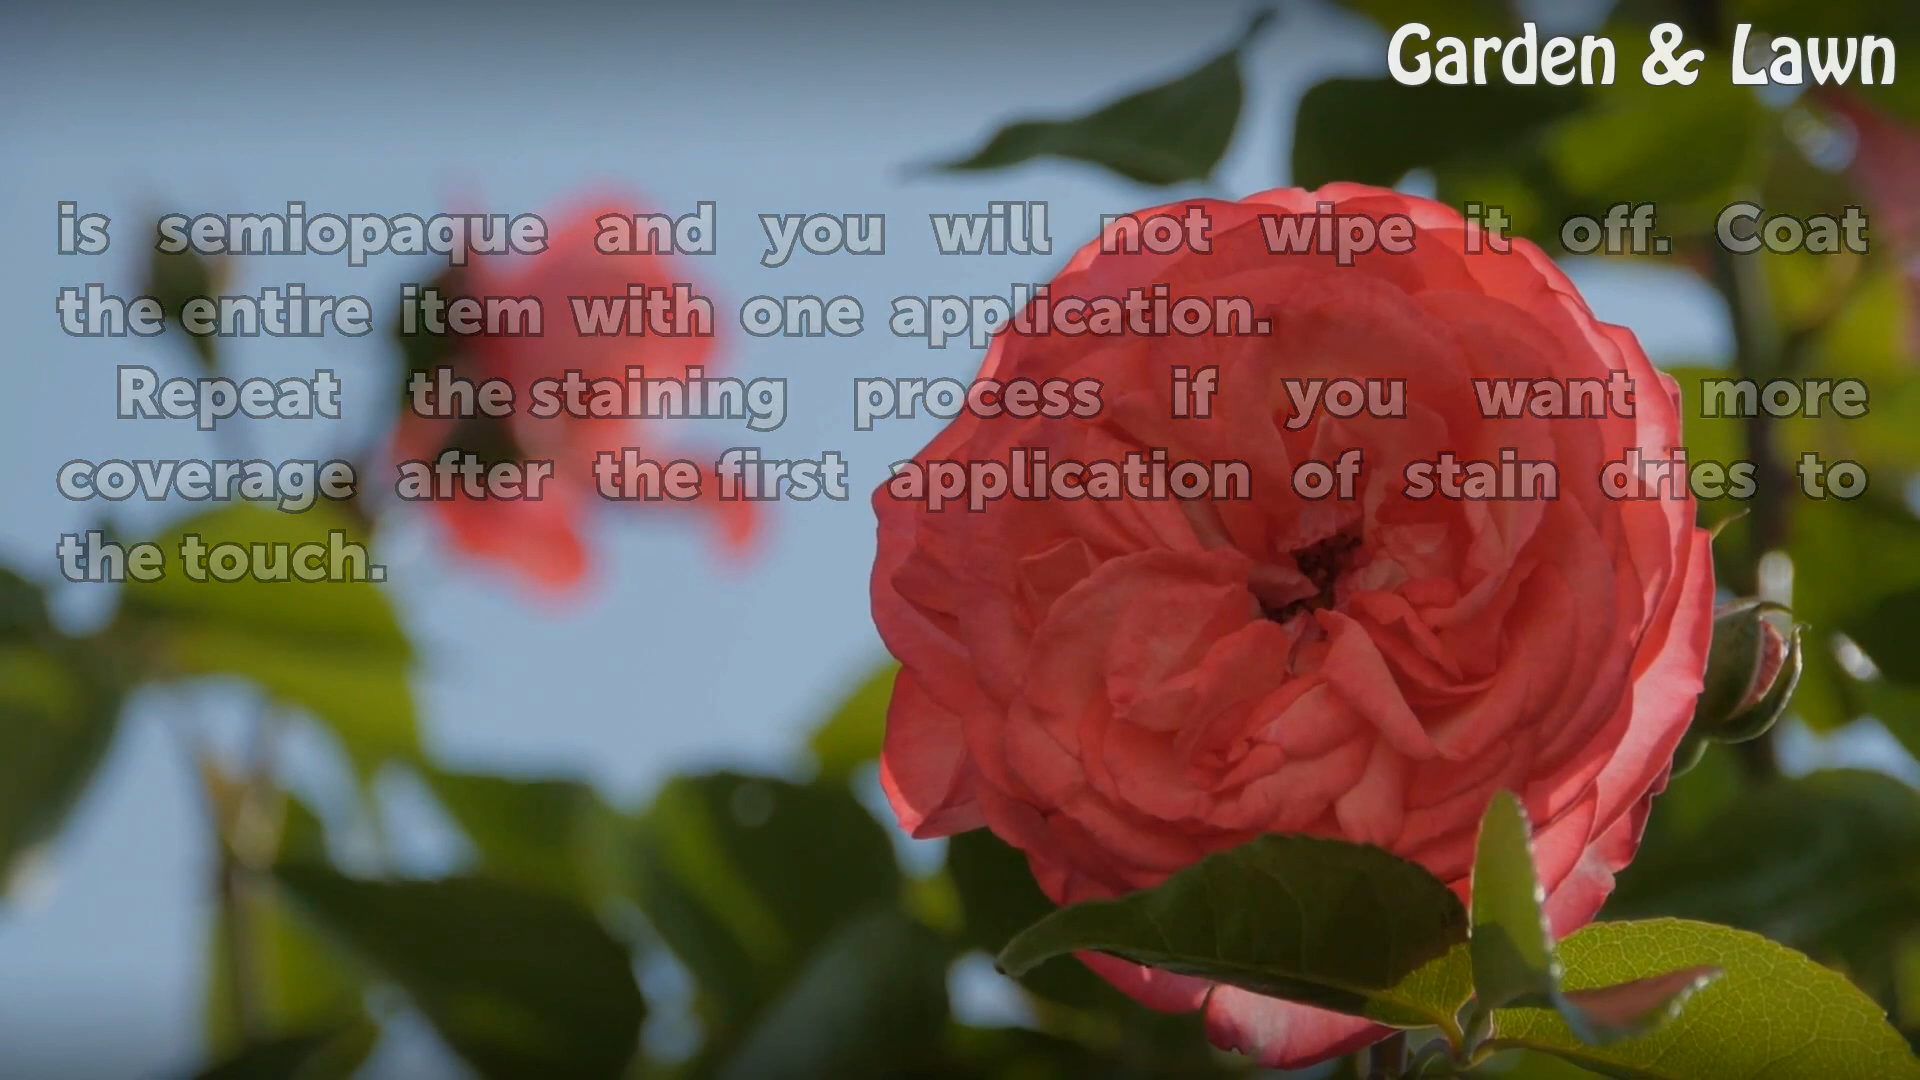 Garden & Lawn
is semiopaque and you will not wipe it off. Coat
the entire item with one application.
Repeat the staining process if you want more
coverage after the first application of stain dries to
the touch.